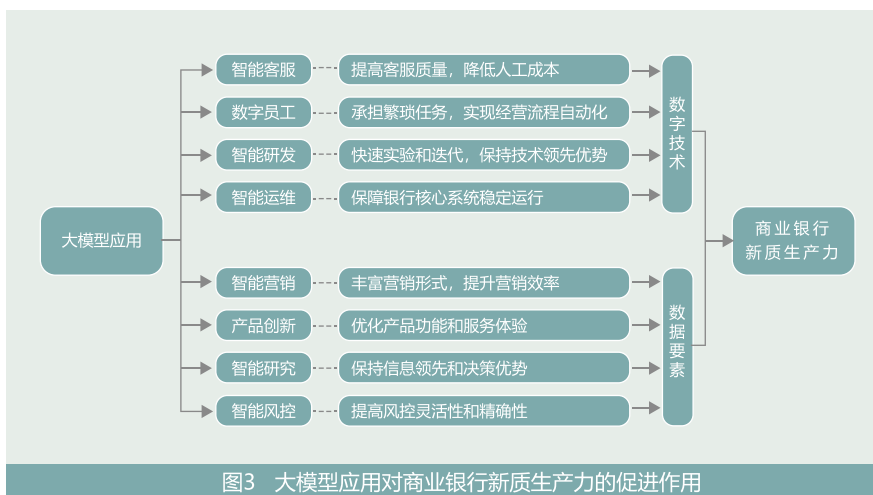 大模型应用
智能客服
提高客服质量，降低人工成本
数字员工
承担繁琐任务，实现经营流程自动化
智能研发
快速实验和迭代，保持技术领先优势
智能运维
保障银行核心系统稳定运行
数字技术
智能营销
丰富营销形式，提升营销效率
产品创新
优化产品功能和服务体验
智能研究
保持信息领先和决策优势
智能风控
提高风控灵活性和精确性
数据要素
商业银行
新质生产力
图3 大模型应用对商业银行新质生产力的促进作用